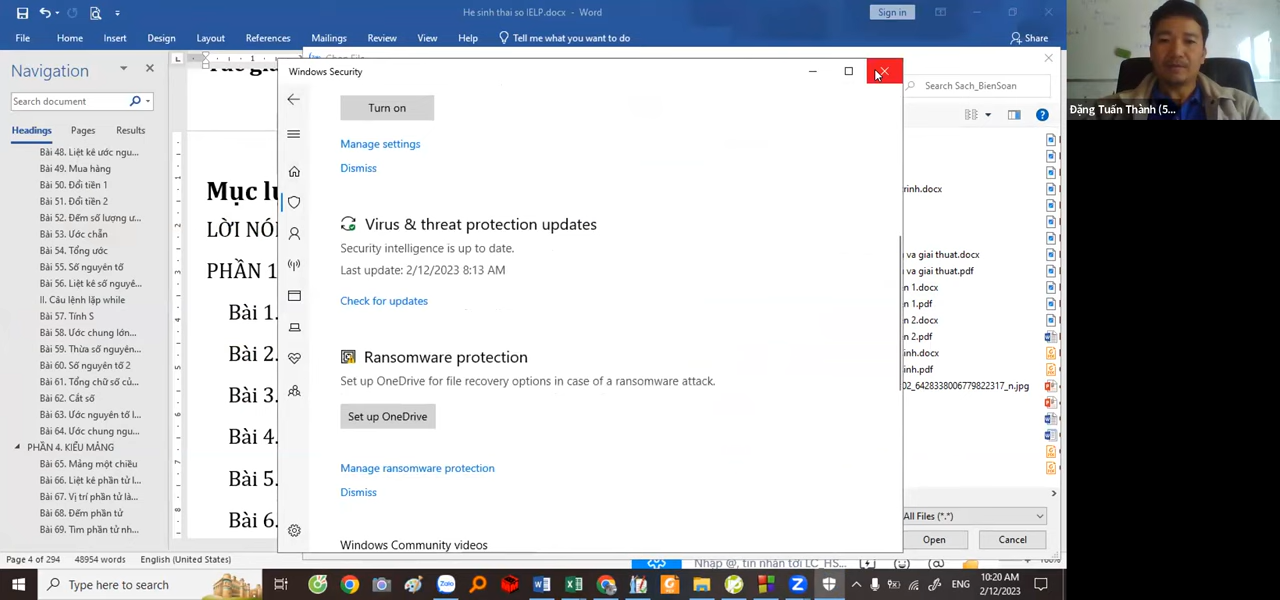 He sinh thai so IELP.docx - Word
Sign in
File Home Insert Design Layout References Mailings Review View Help Tell me what you want to do Share
Navigation
Search document
Headings Pages Results
Bài 48. Liệt kê ước ngu...
Bài 49. Mua hàng
Bài 50. Đổi tiền 1
Bài 51. Đổi tiền 2
Bài 52. Đếm số lượng ư...
Bài 53. Ước chẵn
Bài 54. Tổng ước
Bài 55. Số nguyên tố
Bài 56. Liệt kê số nguyê...
II. Câu lệnh lặp while
Bài 57. Tính S
Bài 58. Ước chung lớn...
Bài 59. Thừa số nguyên...
Bài 60. Số nguyên tố 2
Bài 61. Tổng chữ số củ...
Bài 62. Cắt số
Bài 63. Ước nguyên tố l...
Bài 64. Ước chung ngu...
PHẦN 4. KIỂU MẢNG
Bài 65. Mảng một chiều
Bài 66. Liệt kê phần tử l...
Bài 67. Vị trí phần tử là...
Bài 68. Đếm phần tử
Bài 69. Tìm phần tử nh...
Mục lụ
LỜI NÓI
PHẦN 1
Bài 1.
Bài 2.
Bài 3.
Bài 4.
Bài 5.
Bài 6.
Windows Security
Turn on
Manage settings
Dismiss
Virus & threat protection updates
Security intelligence is up to date.
Last update: 2/12/2023 8:13 AM
Check for updates
Ransomware protection
Set up OneDrive for file recovery options in case of a ransomware attack.
Set up OneDrive
Manage ransomware protection
Dismiss
Windows Community videos
Search Sach_BienSoan
rinh.docx
va giai thuat.docx
va giai thuat.pdf
n 1.docx
n 1.pdf
n 2.docx
n 2.pdf
inh.docx
inh.pdf
02_6428338006779822317_n.jpg
All Files (*.*)
Open Cancel
Đặng Tuấn Thành (5...
Page 4 of 294 48954 words English (United States)
Nhập @, tin nhắn tới LC_HS...
Type here to search
Zalo
ENG
10:20 AM
2/12/2023